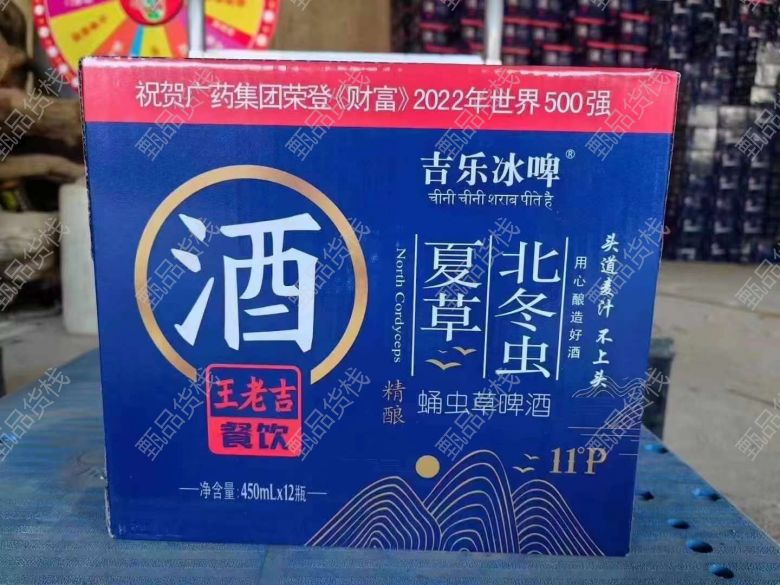 祝贺广药集团荣登《财富》2022年世界500强
吉乐冰啤®
चीनी चीनी शराब पीते है
酒
王老吉
餐饮
North Cordyceps
北冬虫
夏草
用心酿造好酒
头道麦汁 不上头
精酿
蛹虫草啤酒
11°P
净含量: 450mLx12瓶
甄品货栈